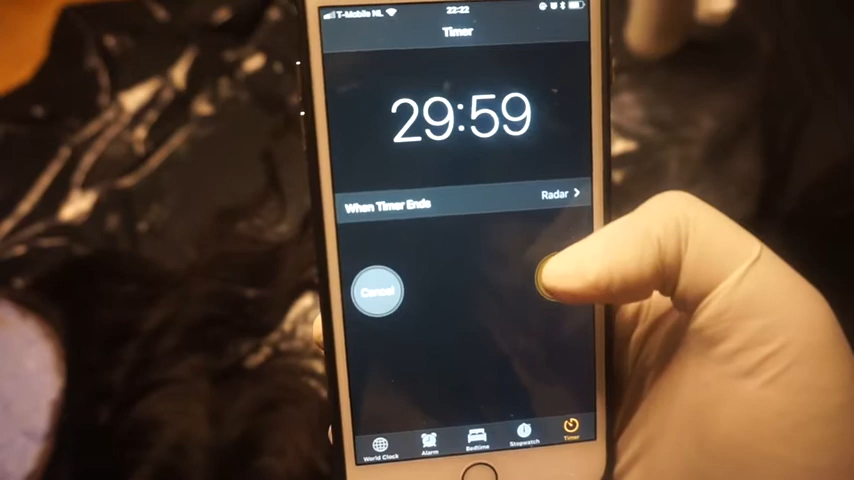 T-Mobile NL 22:22
Timer
29:59
When Timer Ends Radar
Cancel
World Clock Alarm Bedtime Stopwatch Timer